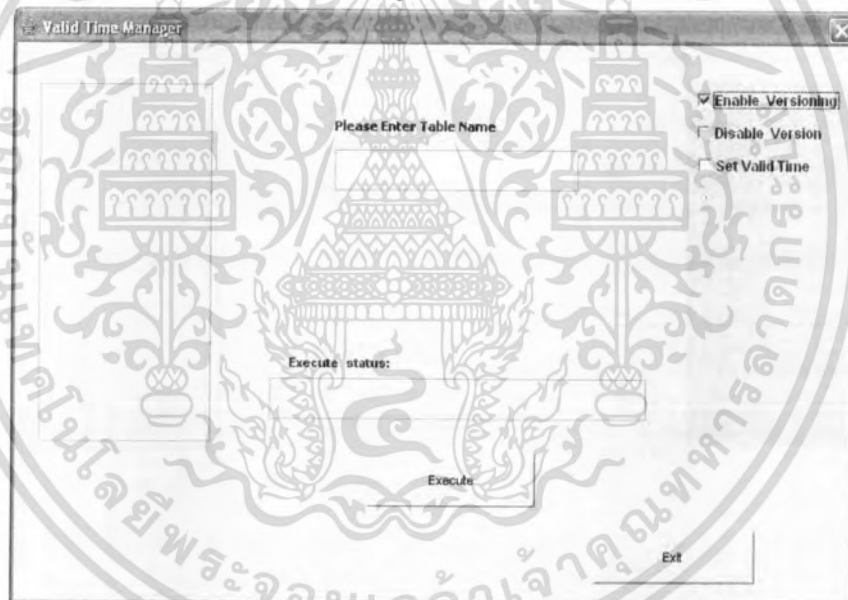 Valid Time Manager
Enable Versioning
Please Enter Table Name
Disable Version
Set Valid Time
Execute status:
Execute
Exit